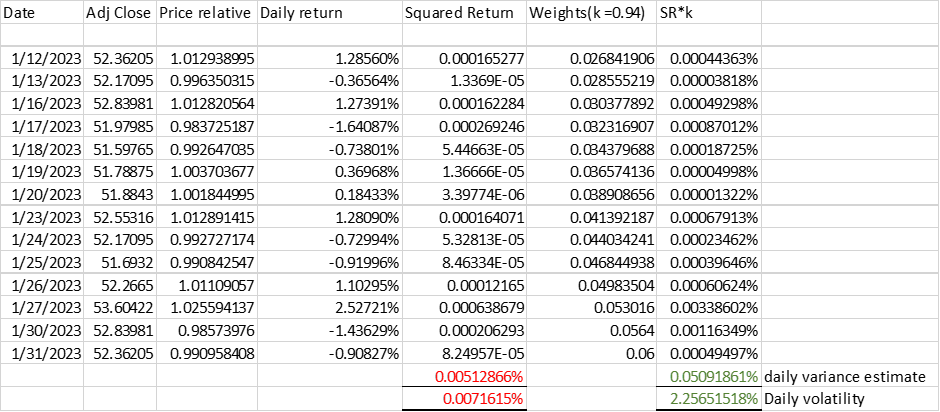 Date Adj Close Price relative Daily return Squared Return Weights(k =0.94) SR*k
1/12/2023 52.36205 1.012938995 1.28560% 0.000165277 0.026841906 0.00044363%
1/13/2023 52.17095 0.996350315 -0.36564% 1.3369E-05 0.028555219 0.00003818%
1/16/2023 52.83981 1.012820564 1.27391% 0.000162284 0.030377892 0.00049298%
1/17/2023 51.97985 0.983725187 -1.64087% 0.000269246 0.032316907 0.00087012%
1/18/2023 51.59765 0.992647035 -0.73801% 5.44663E-05 0.034379688 0.00018725%
1/19/2023 51.78875 1.003703677 0.36968% 1.36666E-05 0.036574136 0.00004998%
1/20/2023 51.8843 1.001844995 0.18433% 3.39774E-06 0.038908656 0.00001322%
1/23/2023 52.55316 1.012891415 1.28090% 0.000164071 0.041392187 0.00067913%
1/24/2023 52.17095 0.992727174 -0.72994% 5.32813E-05 0.044034241 0.00023462%
1/25/2023 51.6932 0.990842547 -0.91996% 8.46334E-05 0.046844938 0.00039646%
1/26/2023 52.2665 1.01109057 1.10295% 0.00012165 0.04983504 0.00060624%
1/27/2023 53.60422 1.025594137 2.52721% 0.000638679 0.053016 0.00338602%
1/30/2023 52.83981 0.98573976 -1.43629% 0.000206293 0.0564 0.00116349%
1/31/2023 52.36205 0.990958408 -0.90827% 8.24957E-05 0.06 0.00049497%
0.00512866% 0.05091861% daily variance estimate
0.0071615% 2.25651518% Daily volatility